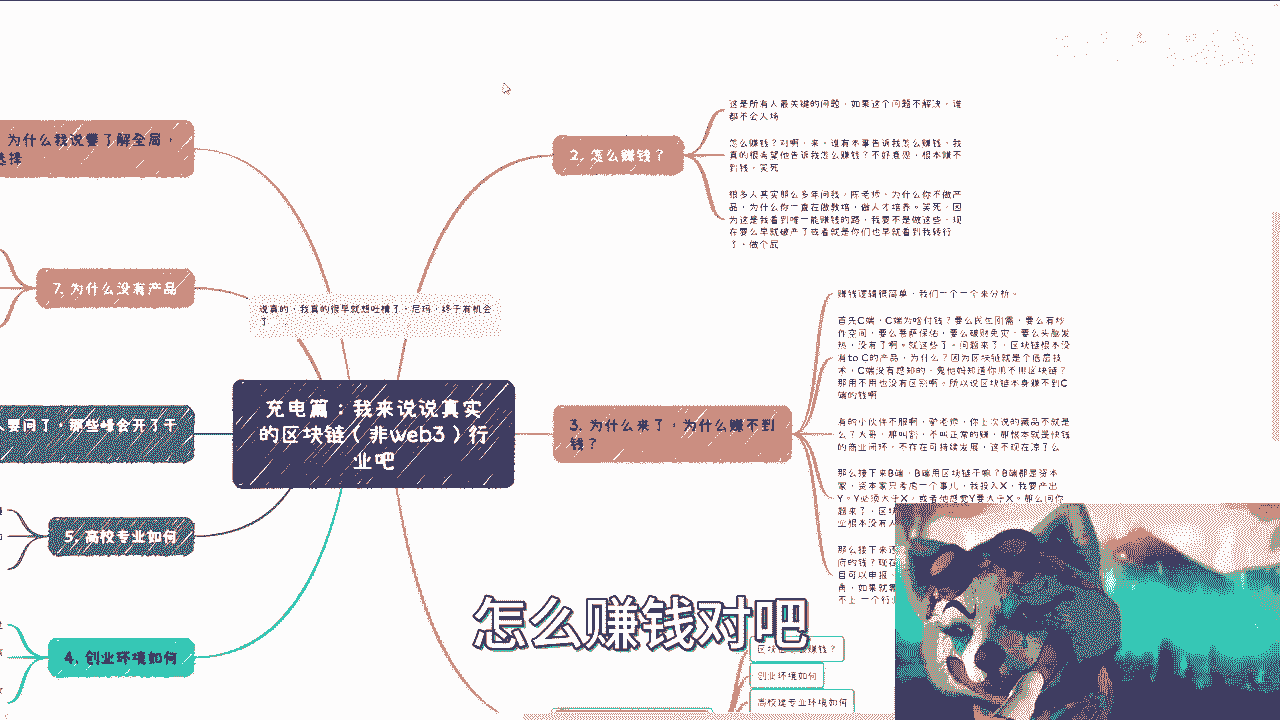 为什么我说要了解全局，
选择
7. 为什么没有产品
人要问了，那些峰会开了干
5. 高校专业如何
4. 创业环境如何
说真的，我真的很早就想吐槽了，尼玛，终于有机会
了
充电篇：我来说说真实
的区块链（非web3）行
业吧
2. 怎么赚钱？
这是所有人最关键的问题，如果这个问题不解决，谁
都不会入场
怎么赚钱？对啊，来，谁有本事告诉我怎么赚钱，我
真的很希望他告诉我怎么赚钱？不好意思，根本赚不
到钱，笑死
很多人其实那么多年问我，陈老师，为什么你不做产
品，为什么你一直在做教培，做人才培养。笑死，因
为这是我看到唯一能赚钱的路，我要不是做这些，现
在要么早就破产了或者就是你们也早就看到我转行
了，做个屁
3. 为什么来了，为什么赚不到
钱？
赚钱逻辑很简单，我们一个一个来分析。
首先C端，C端为啥付钱？要么民生刚需，要么有炒
作空间，要么菩萨保佑，要么破财免灾，要么头脑发
热，没有了啊。就这些了。问题来了，区块链根本没
有to C的产品，为什么？因为区块链就是个底层技
术，C端没有感知的，鬼他妈知道你用不用区块链？
那用不用也没有区别啊。所以说区块链本身赚不到C
端的钱啊
有的小伙伴不服啊，驴老师，你上次说的藏品不就是
么？大哥，那叫割，不叫正常的赚，那根本就是快钱
的商业闭环，不存在可持续发展，这不现在凉了么
那么接下来B端，B端用区块链干嘛？B端都是资本
家，资本家只考虑一个事儿，我投入X，我要产出
Y。Y必须大于X，或者他感觉Y要大于X。那么问你
题来了，区块
业根本没有人
那么接下来还
府的钱？现在
目可以申报，
商，如果就靠
不上一个行业
怎么赚钱对吧
创业环境如何
高校建专业环境如何